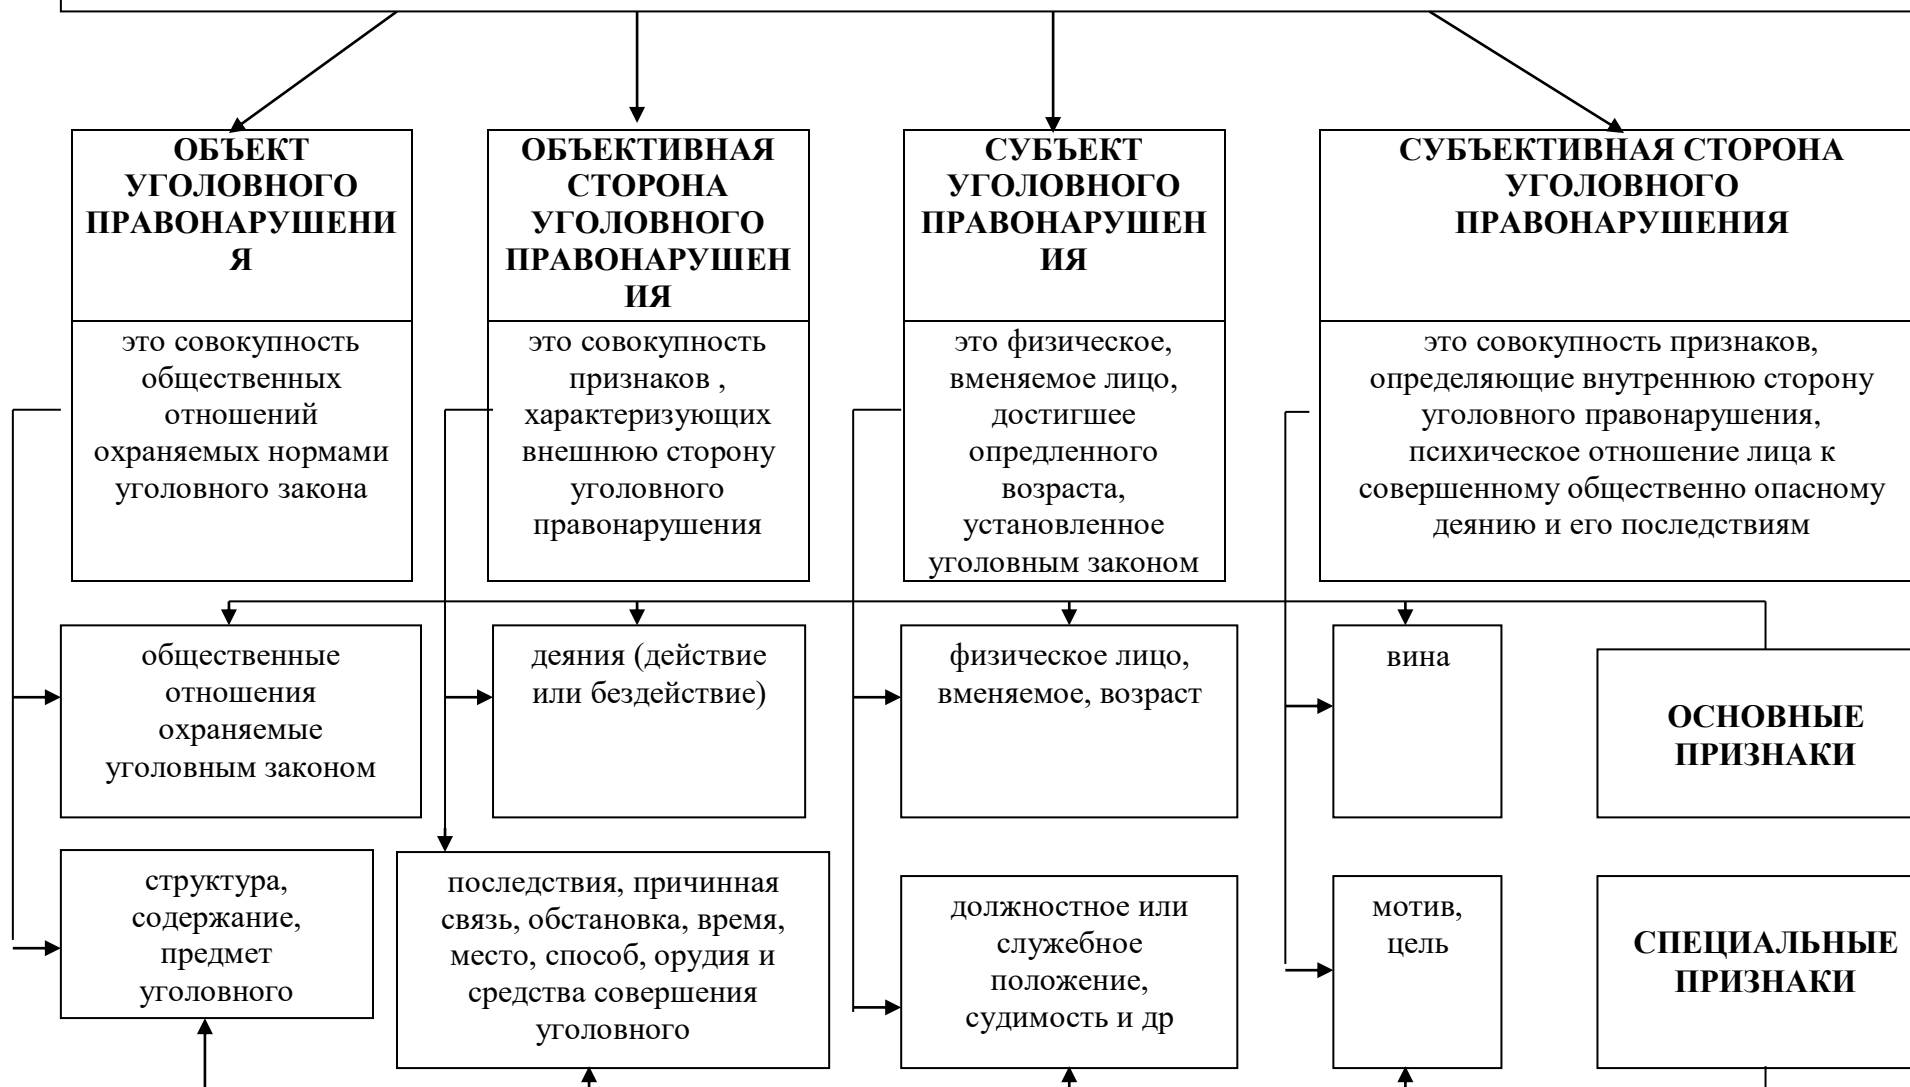 ОБЪЕКТ
УГОЛОВНОГО
ПРАВОНАРУШЕНИ
Я
это совокупность
общественных
отношений
охраняемых нормами
уголовного закона
ОБЪЕКТИВНАЯ
СТОРОНА
УГОЛОВНОГО
ПРАВОНАРУШЕН
ИЯ
это совокупность
признаков ,
характеризующих
внешнюю сторону
уголовного
правонарушения
СУБЪЕКТ
УГОЛОВНОГО
ПРАВОНАРУШЕН
ИЯ
это физическое,
вменяемое лицо,
достигшее
опредленного
возраста,
установленное
уголовным законом
СУБЪЕКТИВНАЯ СТОРОНА
УГОЛОВНОГО
ПРАВОНАРУШЕНИЯ
это совокупность признаков,
определяющие внутреннюю сторону
уголовного правонарушения,
психическое отношение лица к
совершенному общественно опасному
деянию и его последствиям
общественные
отношения
охраняемые
уголовным законом
деяния (действие
или бездействие)
физическое лицо,
вменяемое, возраст
вина
ОСНОВНЫЕ
ПРИЗНАКИ
структура,
содержание,
предмет
уголовного
последствия, причинная
связь, обстановка, время,
место, способ, орудия и
средства совершения
уголовного
должностное или
служебное
положение,
судимость и др
мотив,
цель
СПЕЦИАЛЬНЫЕ
ПРИЗНАКИ